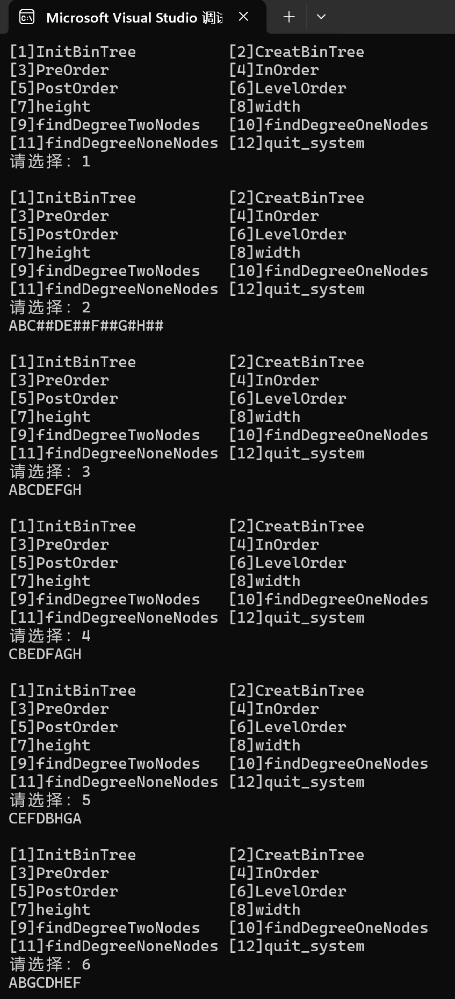 Microsoft Visual Studio 调试
[1]InitBinTree [2]CreatBinTree
[3]PreOrder [4]InOrder
[5]PostOrder [6]LevelOrder
[7]height [8]width
[9]findDegreeTwoNodes [10]findDegreeOneNodes
[11]findDegreeNoneNodes [12]quit_system
请选择: 1
[1]InitBinTree [2]CreatBinTree
[3]PreOrder [4]InOrder
[5]PostOrder [6]LevelOrder
[7]height [8]width
[9]findDegreeTwoNodes [10]findDegreeOneNodes
[11]findDegreeNoneNodes [12]quit_system
请选择: 2
ABC##DE##F##G#H##
[1]InitBinTree [2]CreatBinTree
[3]PreOrder [4]InOrder
[5]PostOrder [6]LevelOrder
[7]height [8]width
[9]findDegreeTwoNodes [10]findDegreeOneNodes
[11]findDegreeNoneNodes [12]quit_system
请选择: 3
ABCDEFGH
[1]InitBinTree [2]CreatBinTree
[3]PreOrder [4]InOrder
[5]PostOrder [6]LevelOrder
[7]height [8]width
[9]findDegreeTwoNodes [10]findDegreeOneNodes
[11]findDegreeNoneNodes [12]quit_system
请选择: 4
CBEDFAGH
[1]InitBinTree [2]CreatBinTree
[3]PreOrder [4]InOrder
[5]PostOrder [6]LevelOrder
[7]height [8]width
[9]findDegreeTwoNodes [10]findDegreeOneNodes
[11]findDegreeNoneNodes [12]quit_system
请选择: 5
CEFDBHGA
[1]InitBinTree [2]CreatBinTree
[3]PreOrder [4]InOrder
[5]PostOrder [6]LevelOrder
[7]height [8]width
[9]findDegreeTwoNodes [10]findDegreeOneNodes
[11]findDegreeNoneNodes [12]quit_system
请选择: 6
ABGCDHEF